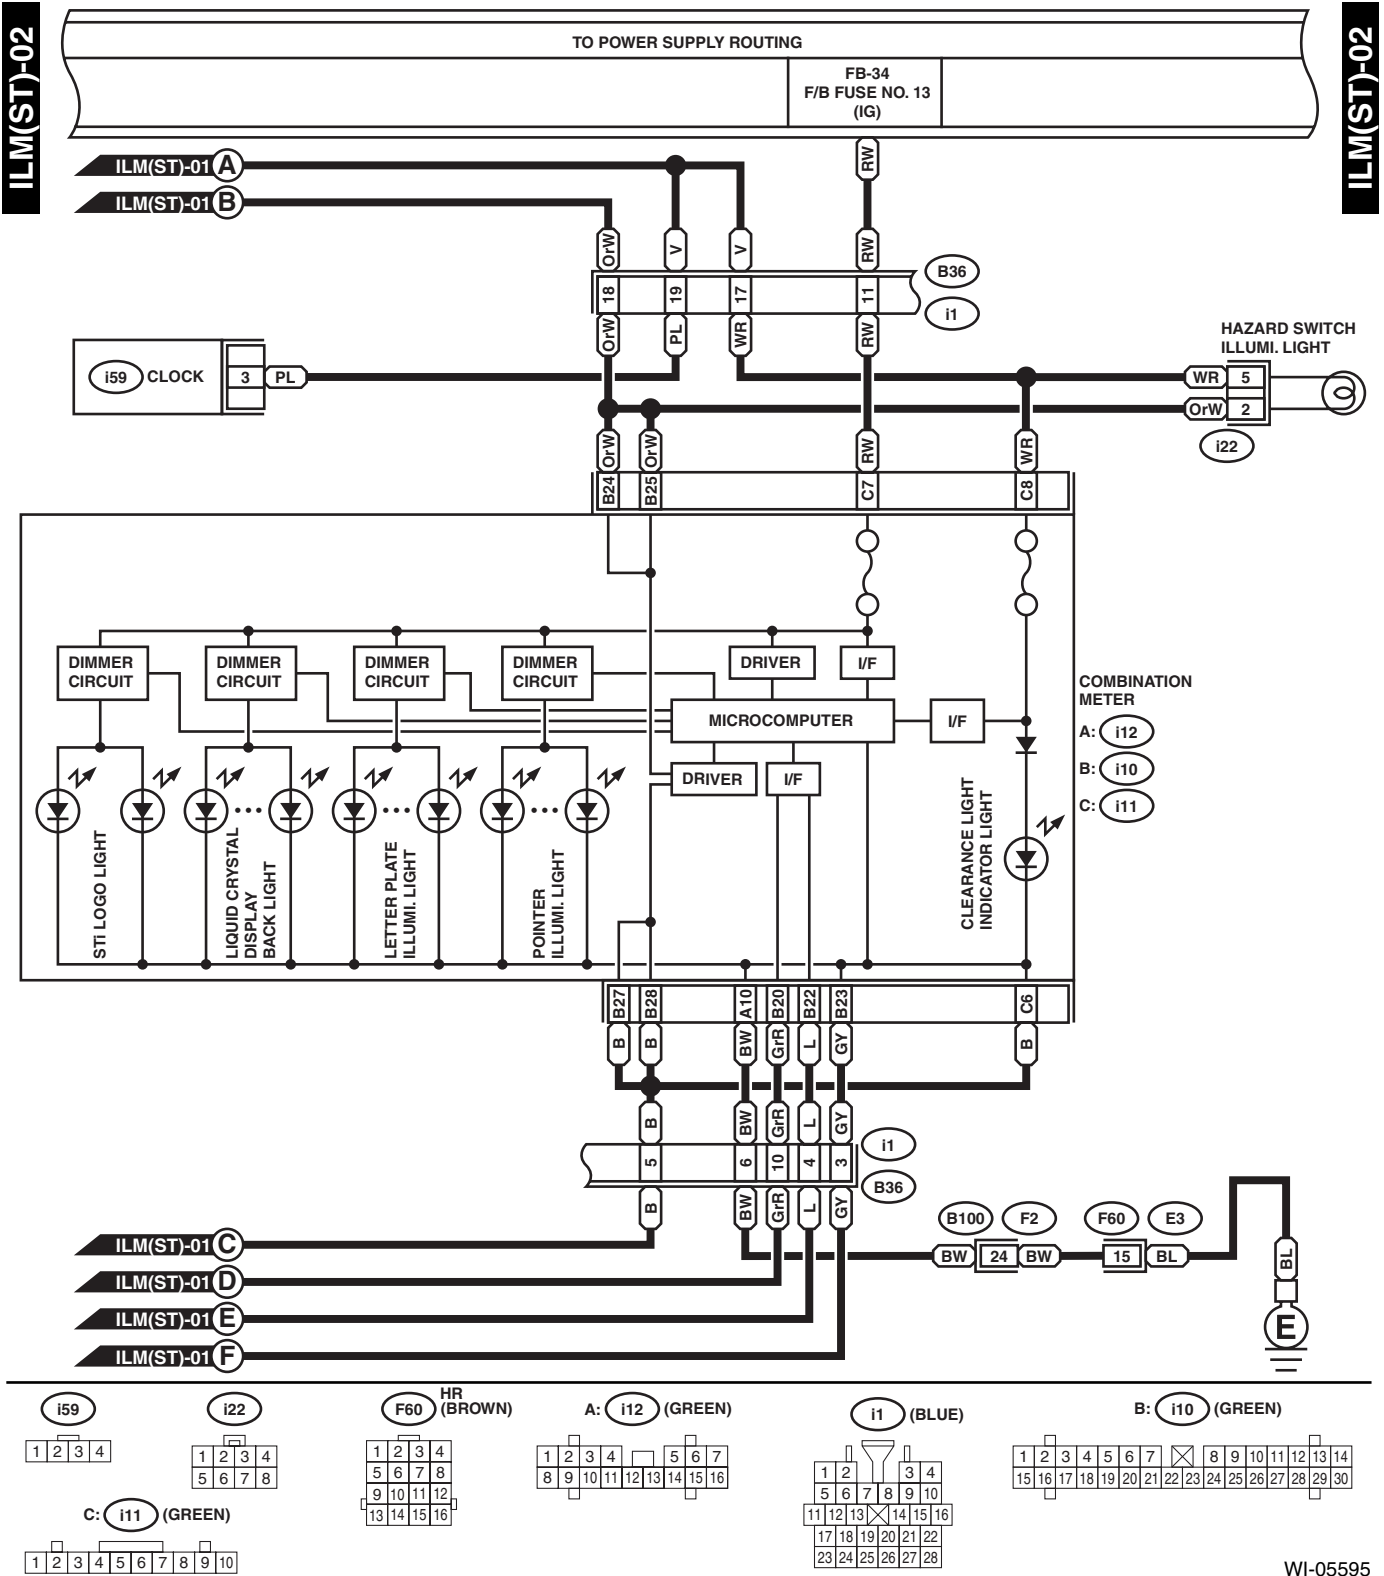 ILM(ST)-02
ILM(ST)-02
TO POWER SUPPLY ROUTING
FB-34
F/B FUSE NO. 13
(IG)
ILM(ST)-01 A
RW
ILM(ST)-01 B
OrW V V RW
B36
18 19 17 11
i1
OrW PL WR RW
HAZARD SWITCH
ILLUMI. LIGHT
i59 CLOCK 3 PL
WR 5
OrW 2
i22
OrW OrW RW WR
B24 B25 C7 C8
DIMMER
CIRCUIT
DIMMER
CIRCUIT
DIMMER
CIRCUIT
DIMMER
CIRCUIT
DRIVER
I/F
MICROCOMPUTER
I/F
DRIVER
I/F
COMBINATION
METER
A: i12
B: i10
C: i11
STi LOGO LIGHT
LIQUID CRYSTAL
DISPLAY
BACK LIGHT
LETTER PLATE
ILLUMI. LIGHT
POINTER
ILLUMI. LIGHT
CLEARANCE LIGHT
INDICATOR LIGHT
B27 B28 A10 B20 B22 B23 C6
B B BW GrR L GY B
B BW GrR L GY
i1
5 6 10 4 3
B36
B BW GrR L GY
B100 F2 F60 E3
BW 24 BW 15 BL
BL
E
ILM(ST)-01 C
ILM(ST)-01 D
ILM(ST)-01 E
ILM(ST)-01 F
i59
1 2 3 4
i22
1 2 3 4
5 6 7 8
F60 HR
(BROWN)
1 2 3 4
5 6 7 8
9 10 11 12
13 14 15 16
A: i12 (GREEN)
1 2 3 4 5 6 7
8 9 10 11 12 13 14 15 16
i1 (BLUE)
1 2 3 4
5 6 7 8 9 10
11 12 13 14 15 16
17 18 19 20 21 22
23 24 25 26 27 28
B: i10 (GREEN)
1 2 3 4 5 6 7 8 9 10 11 12 13 14
15 16 17 18 19 20 21 22 23 24 25 26 27 28 29 30
C: i11 (GREEN)
1 2 3 4 5 6 7 8 9 10
WI-05595